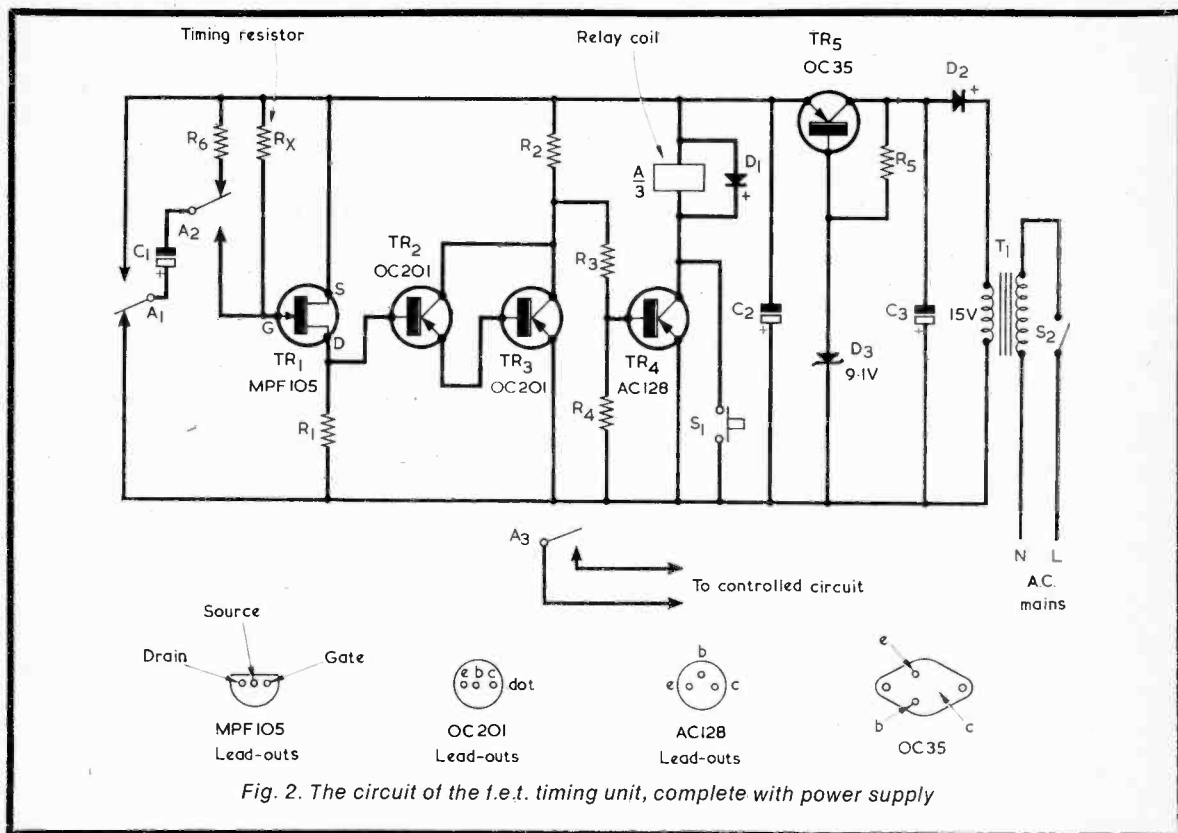 Timing resistor
Relay coil
TR5
OC35
D2
+
R6
RX
R2
A
3
D1
+
R5
A2
C1
+
A1
TR2
OC201
R3
T1
S
G
D
TR1
MPF105
TR3
OC201
TR4
AC128
C2
+
C3
+
15V
S2
D3
9·1V
R1
R4
S1
A3
To controlled circuit
N L
A.C.
mains
Source
Drain
Gate
MPF105
Lead-outs
e b c
dot
OC201
Lead-outs
b
e
c
AC128
Lead-outs
e
b
c
OC35
Fig. 2. The circuit of the f.e.t. timing unit, complete with power supply